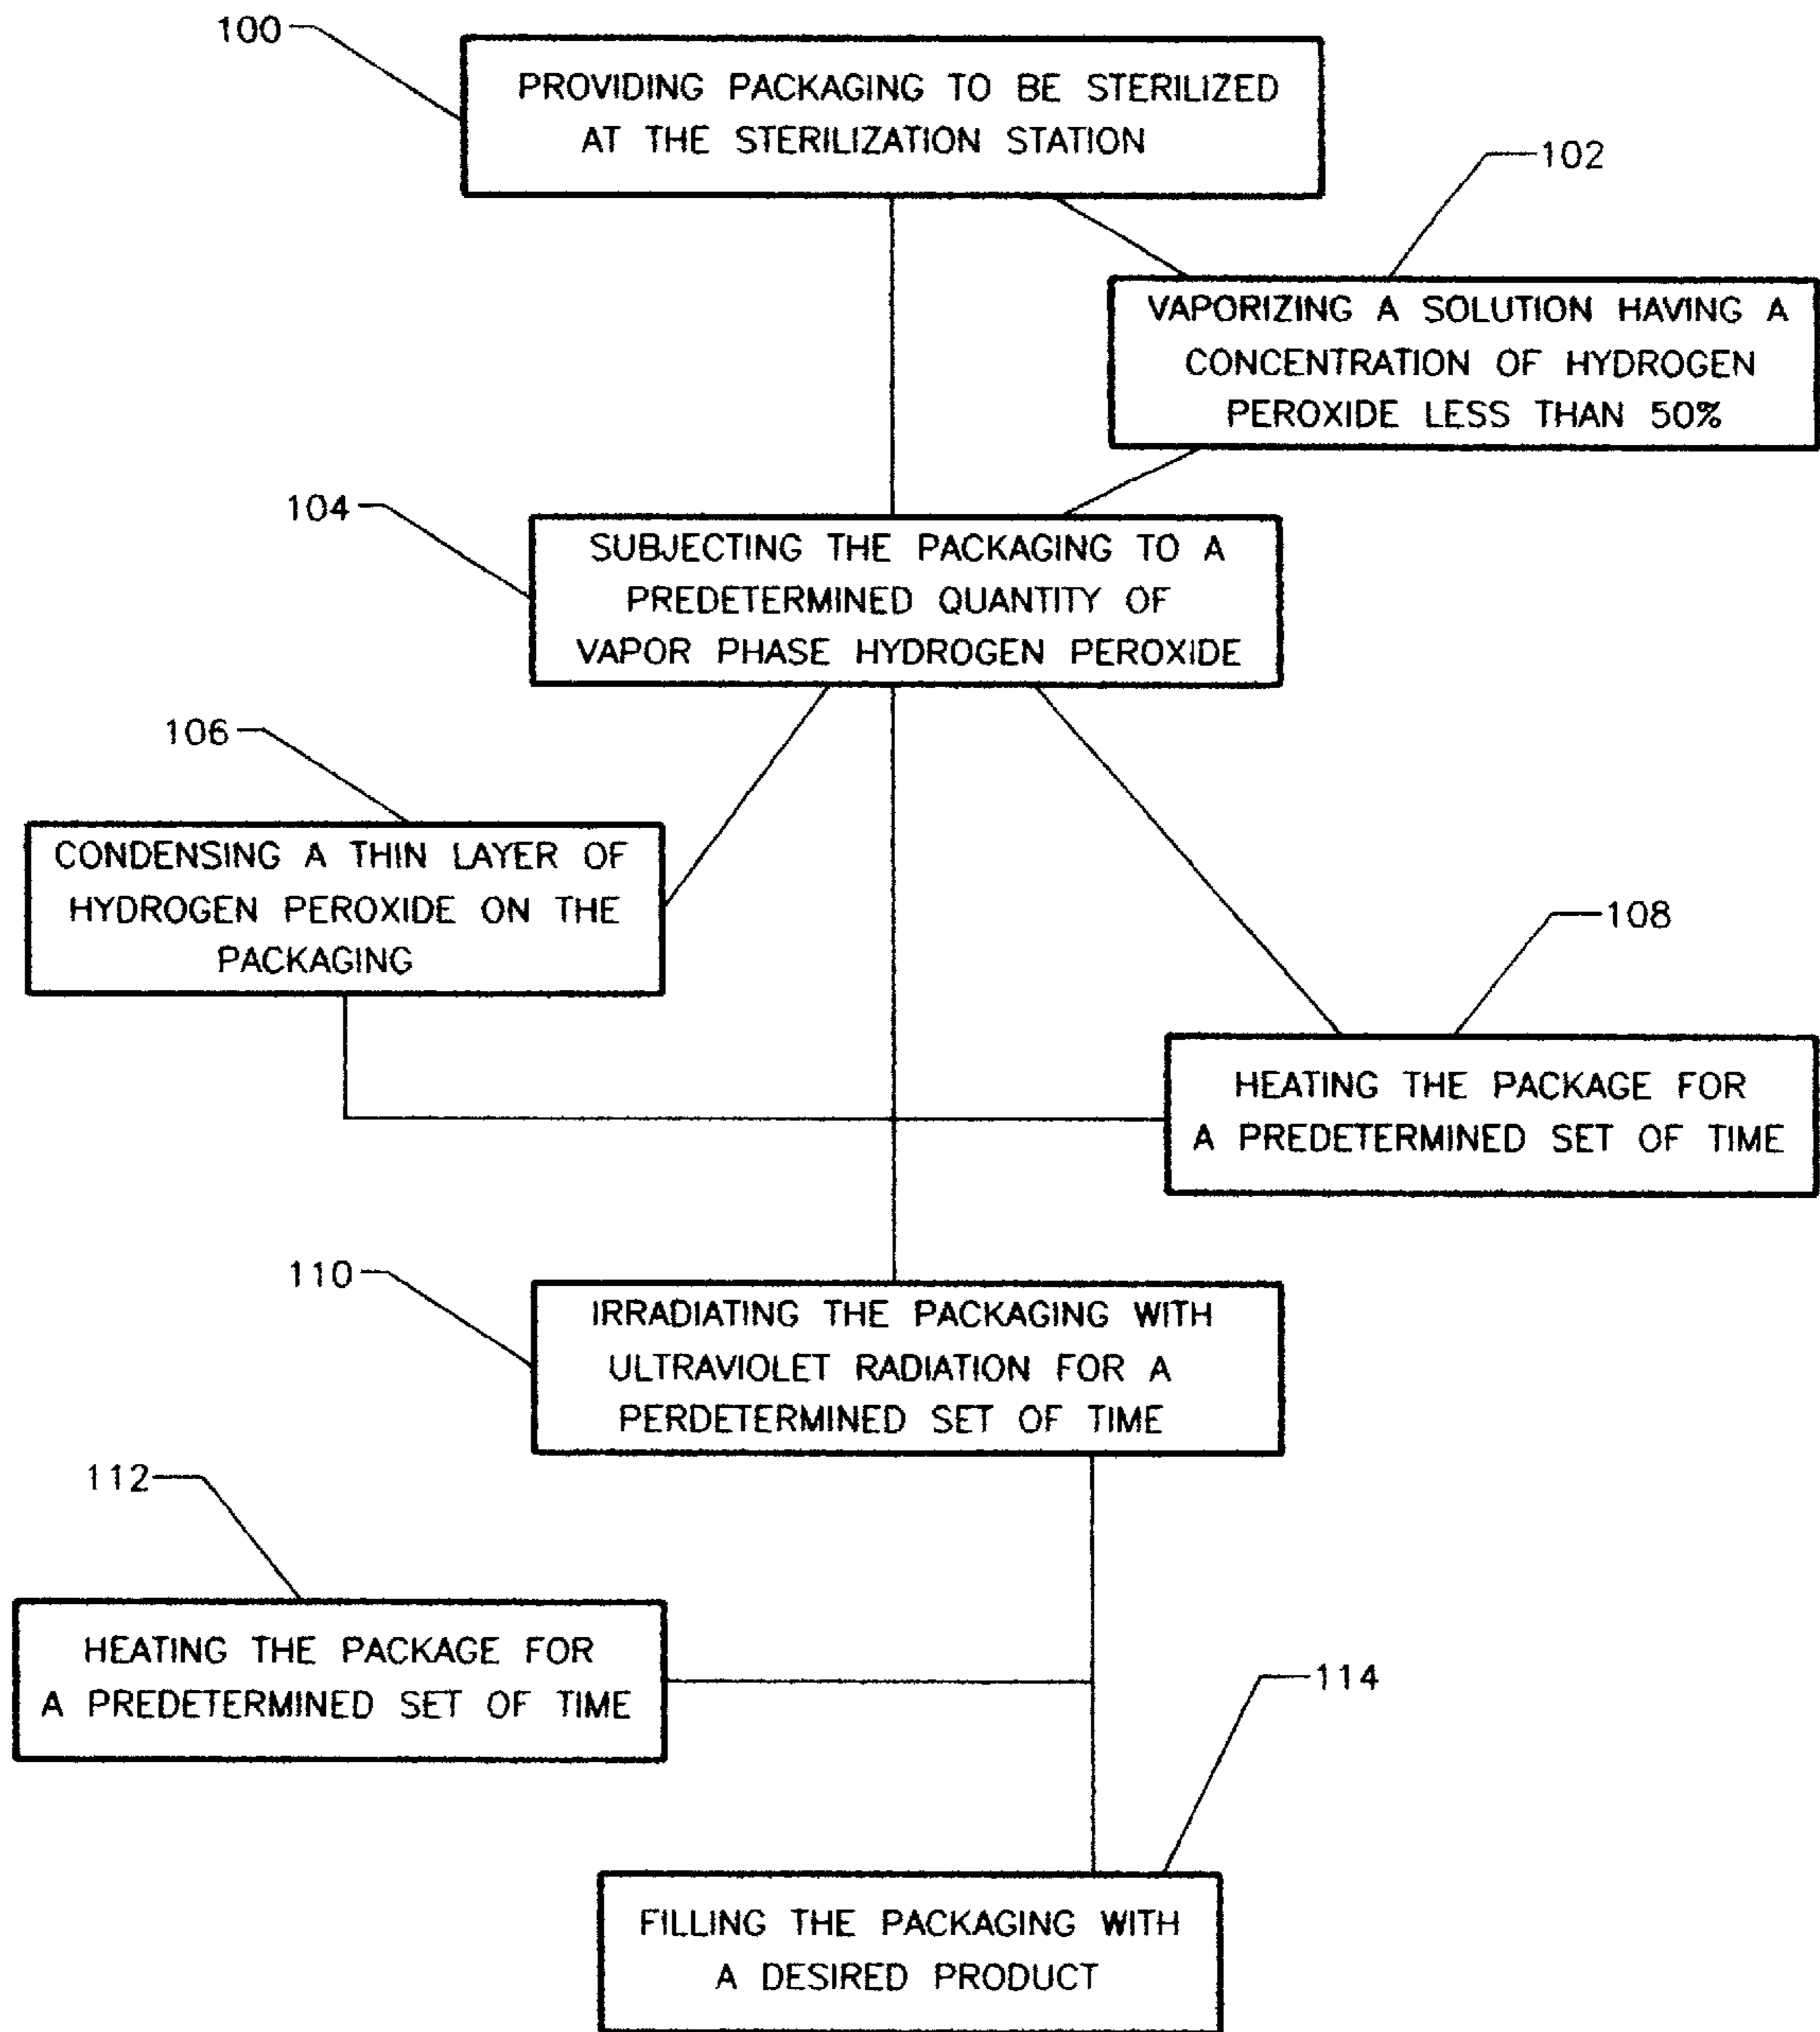 100
PROVIDING PACKAGING TO BE STERILIZED
AT THE STERILIZATION STATION
102
VAPORIZING A SOLUTION HAVING A
CONCENTRATION OF HYDROGEN
PEROXIDE LESS THAN 50%
104
SUBJECTING THE PACKAGING TO A
PREDETERMINED QUANTITY OF
VAPOR PHASE HYDROGEN PEROXIDE
106
CONDENSING A THIN LAYER OF
HYDROGEN PEROXIDE ON THE
PACKAGING
108
HEATING THE PACKAGE FOR
A PREDETERMINED SET OF TIME
110
IRRADIATING THE PACKAGING WITH
ULTRAVIOLET RADIATION FOR A
PERDETERMINED SET OF TIME
112
HEATING THE PACKAGE FOR
A PREDETERMINED SET OF TIME
114
FILLING THE PACKAGING WITH
A DESIRED PRODUCT